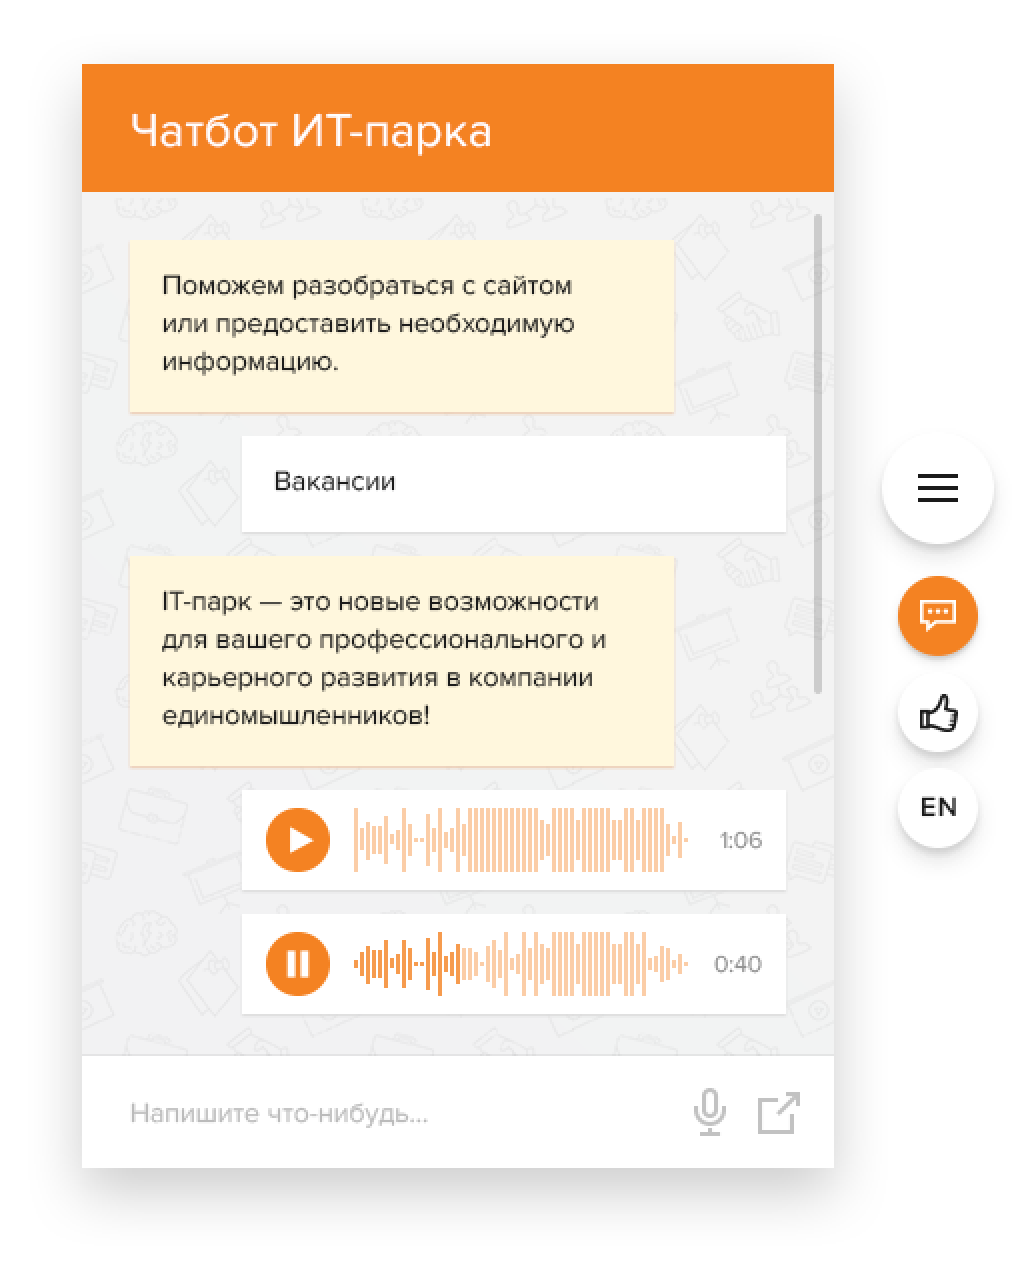 Чатбот ИТ-парка
Поможем разобраться с сайтом
или предоставить необходимую
информацию.
Вакансии
IT-парк — это новые возможности
для вашего профессионального и
карьерного развития в компании
единомышленников!
1:06
0:40
Напишите что-нибудь...
EN